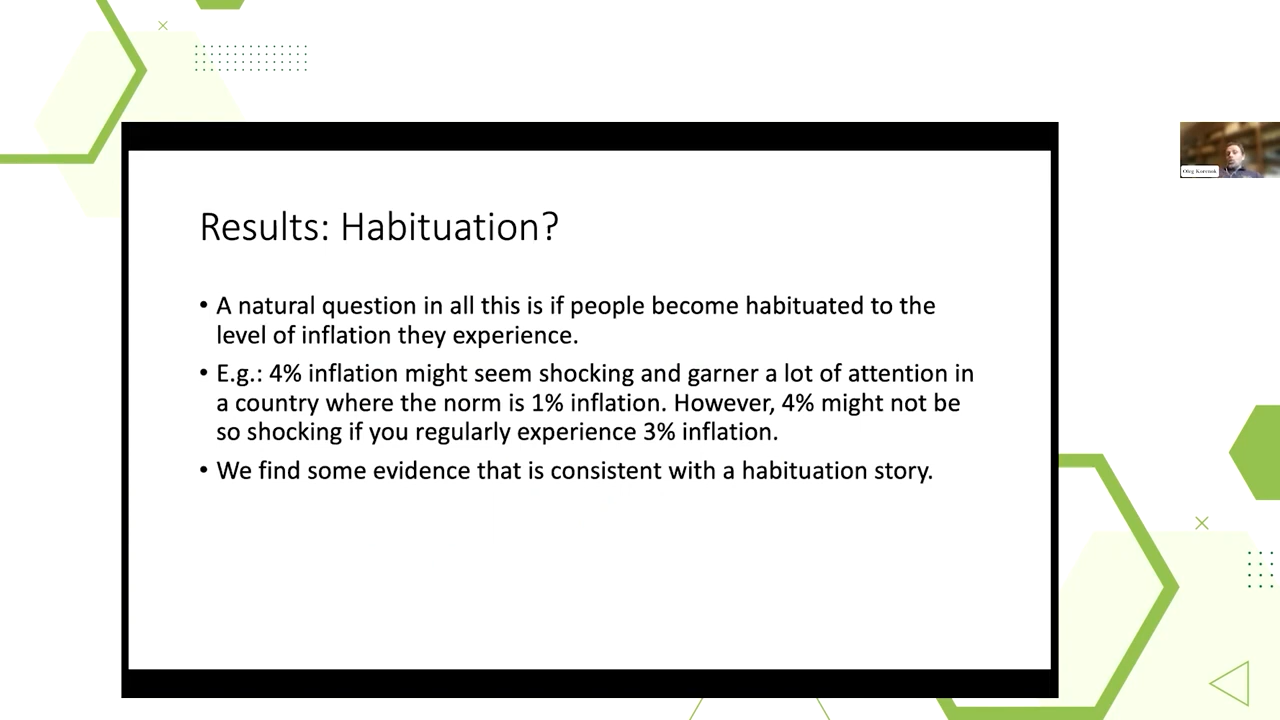 Results: Habituation?
• A natural question in all this is if people become habituated to the
level of inflation they experience.
• E.g.: 4% inflation might seem shocking and garner a lot of attention in
a country where the norm is 1% inflation. However, 4% might not be
so shocking if you regularly experience 3% inflation.
• We find some evidence that is consistent with a habituation story.
Oleg Korenok